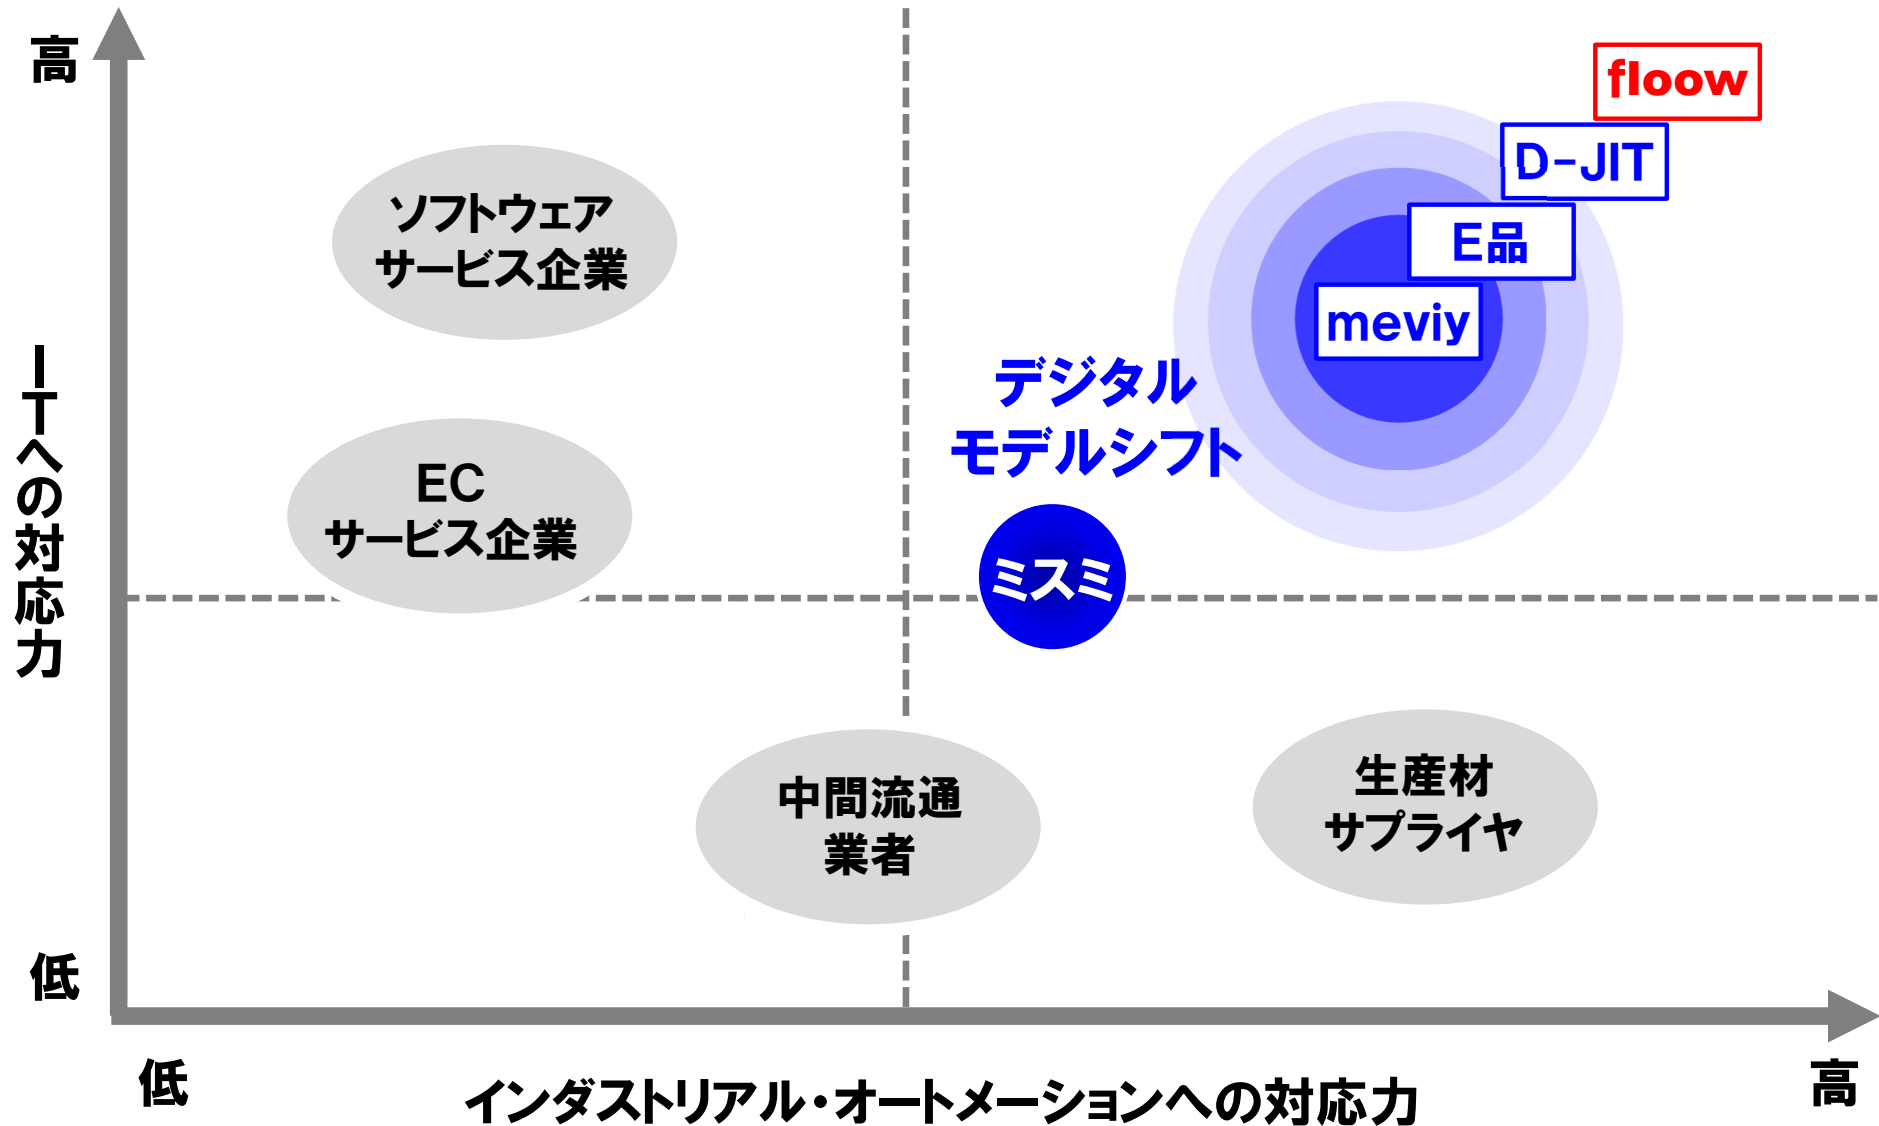 高
floow
D-JIT
ソフトウェア
サービス企業
E品
meviy
デジタル
モデルシフト
ITへの対応力
EC
サービス企業
ミスミ
中間流通
業者
生産材
サプライヤ
低
低
インダストリアル・オートメーションへの対応力
高